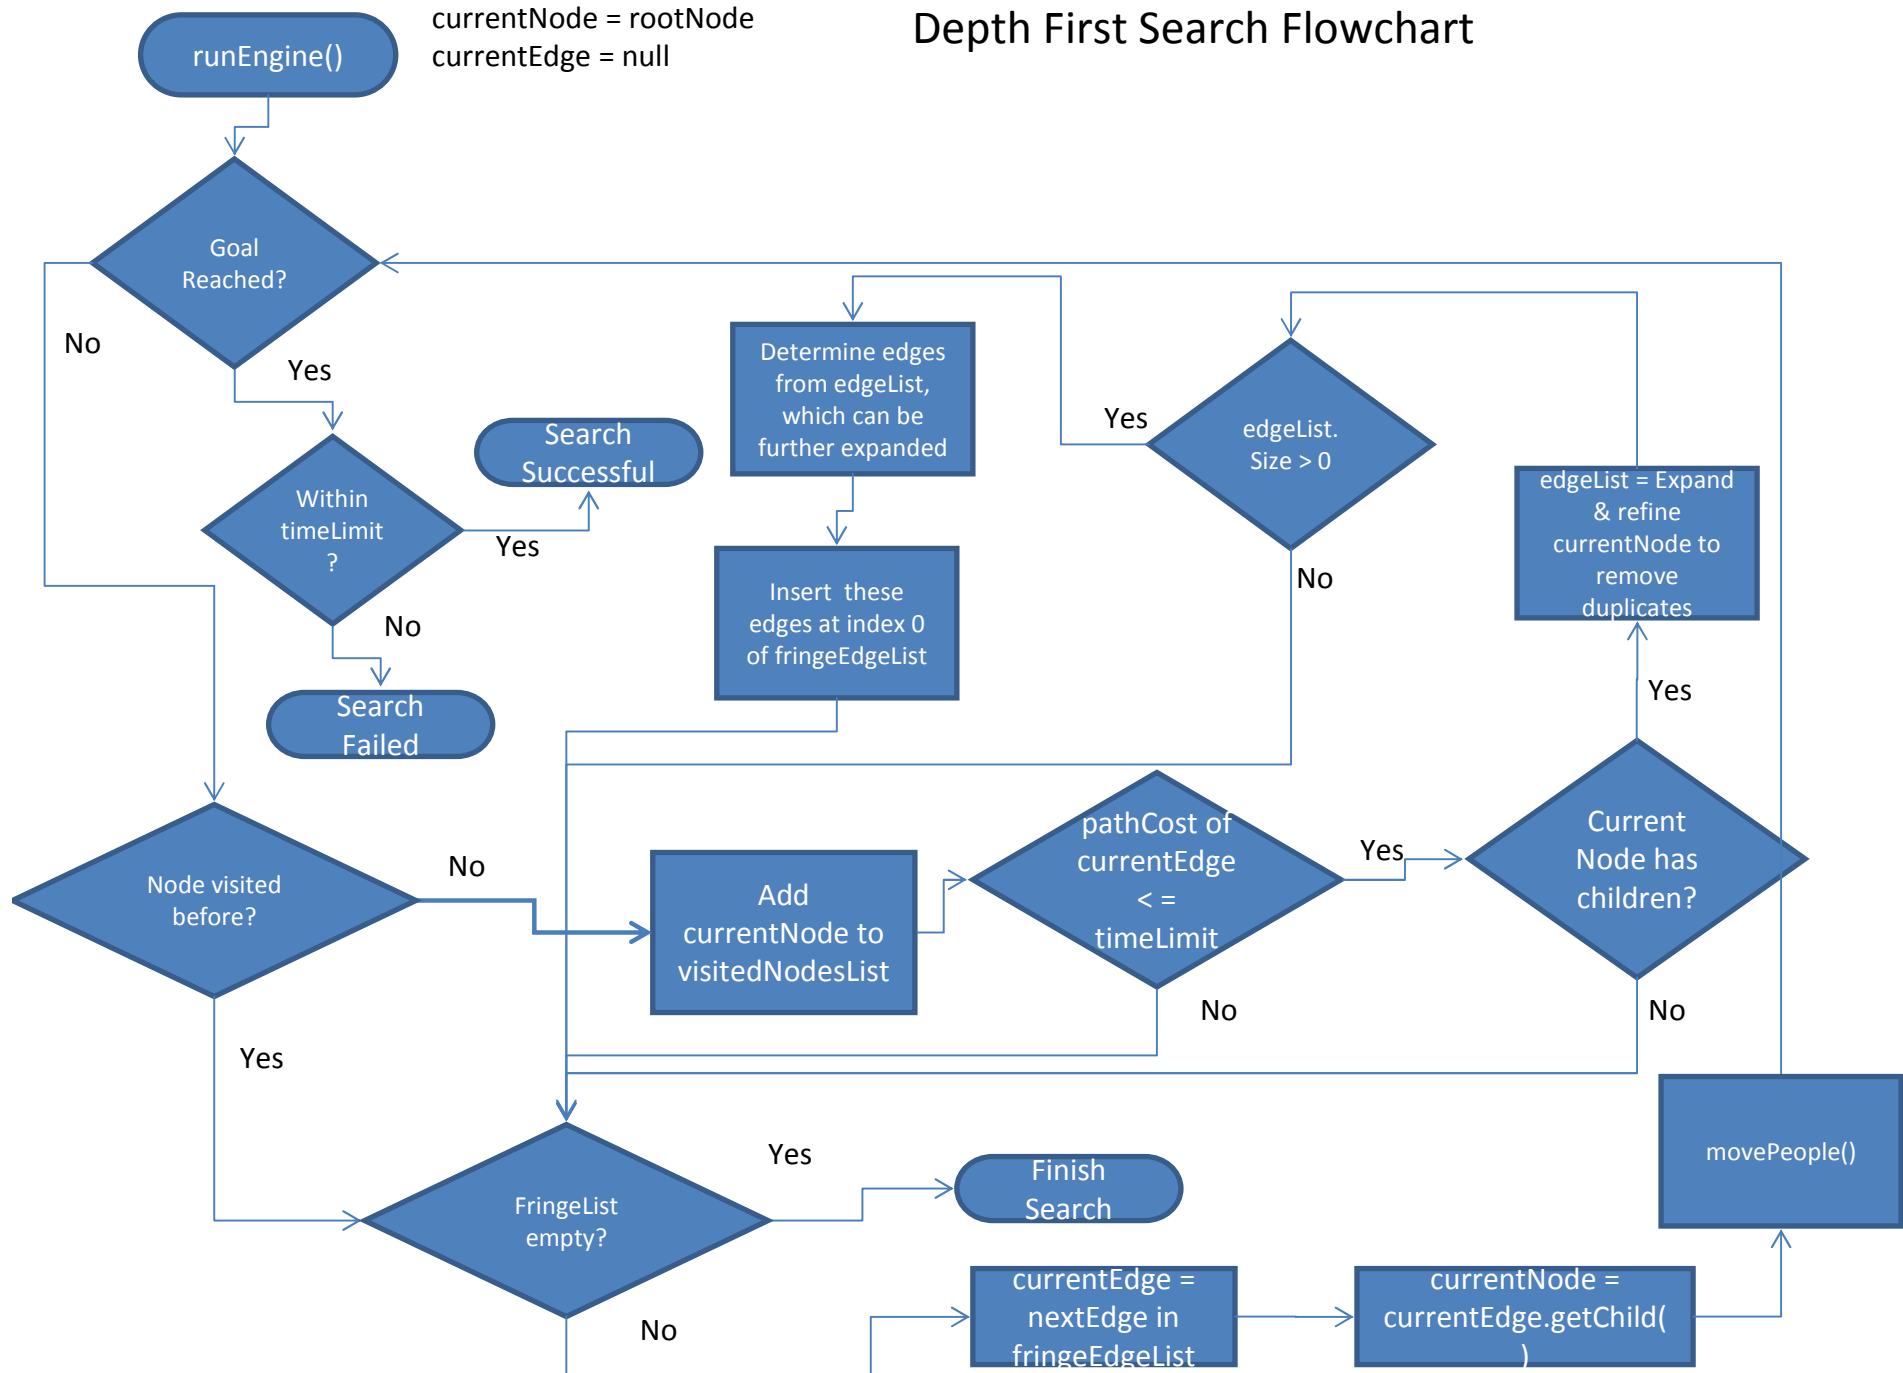 currentNode = rootNode
currentEdge = null
Depth First Search Flowchart
runEngine()
Goal
Reached?
No
Yes
Within
timeLimit
?
Yes
No
Search
Successful
Search
Failed
Determine edges
from edgeList,
which can be
further expanded
Insert  these
edges at index 0
of fringeEdgeList
Yes
edgeList.
Size > 0
No
edgeList = Expand
& refine
currentNode to
remove
duplicates
Yes
Node visited
before?
No
Yes
Add
currentNode to
visitedNodesList
pathCost of
currentEdge
< =
timeLimit
Yes
No
Current
Node has
children?
No
FringeList
empty?
Yes
No
Finish
Search
currentEdge =
nextEdge in
fringeEdgeList
currentNode =
currentEdge.getChild(
)
movePeople()